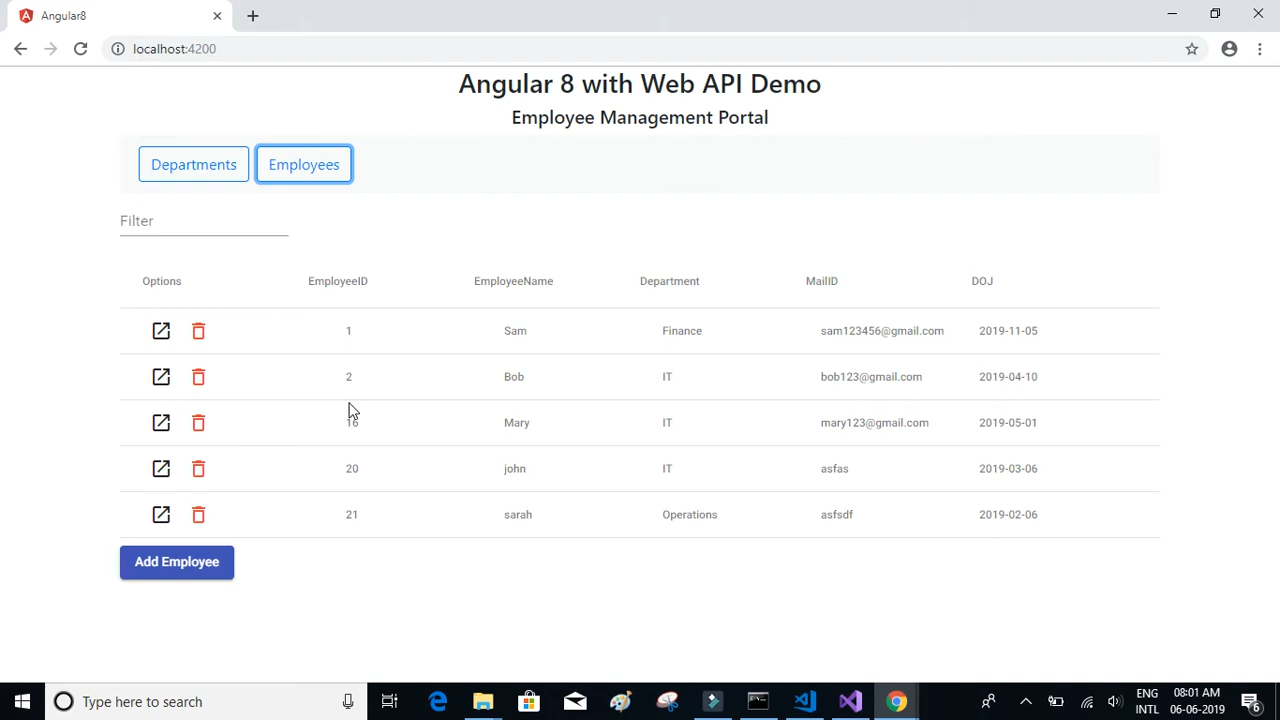 Angular8
localhost:4200
Angular 8 with Web API Demo
Employee Management Portal
Departments Employees
Filter
Options EmployeeID EmployeeName Department MailID DOJ
1 Sam Finance sam123456@gmail.com 2019-11-05
2 Bob IT bob123@gmail.com 2019-04-10
16 Mary IT mary123@gmail.com 2019-05-01
20 john IT asfas 2019-03-06
21 sarah Operations asfsdf 2019-02-06
Add Employee
Type here to search
ENG 08:01 AM
INTL 06-06-2019
6